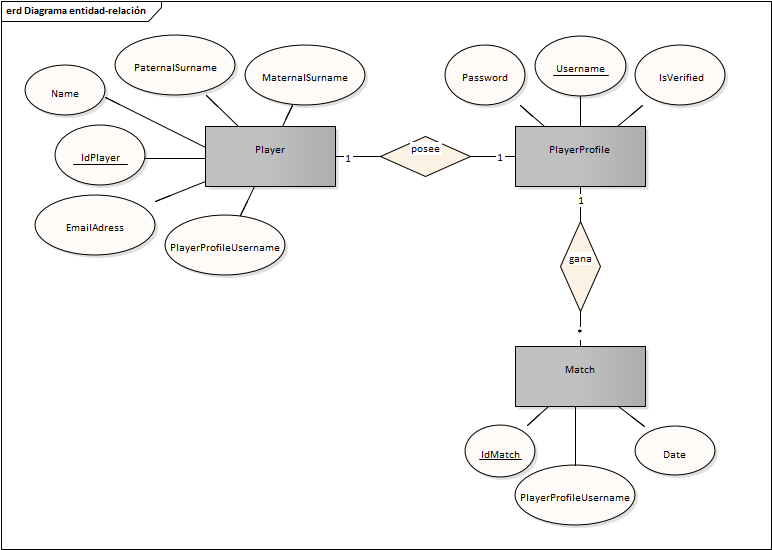 erd Diagrama entidad-relación
PaternalSurname
MaternalSurname
Name
IdPlayer
EmailAdress
PlayerProfileUsername
Player
1
posee
1
Password
Username
IsVerified
PlayerProfile
1
gana
*
Match
IdMatch
PlayerProfileUsername
Date